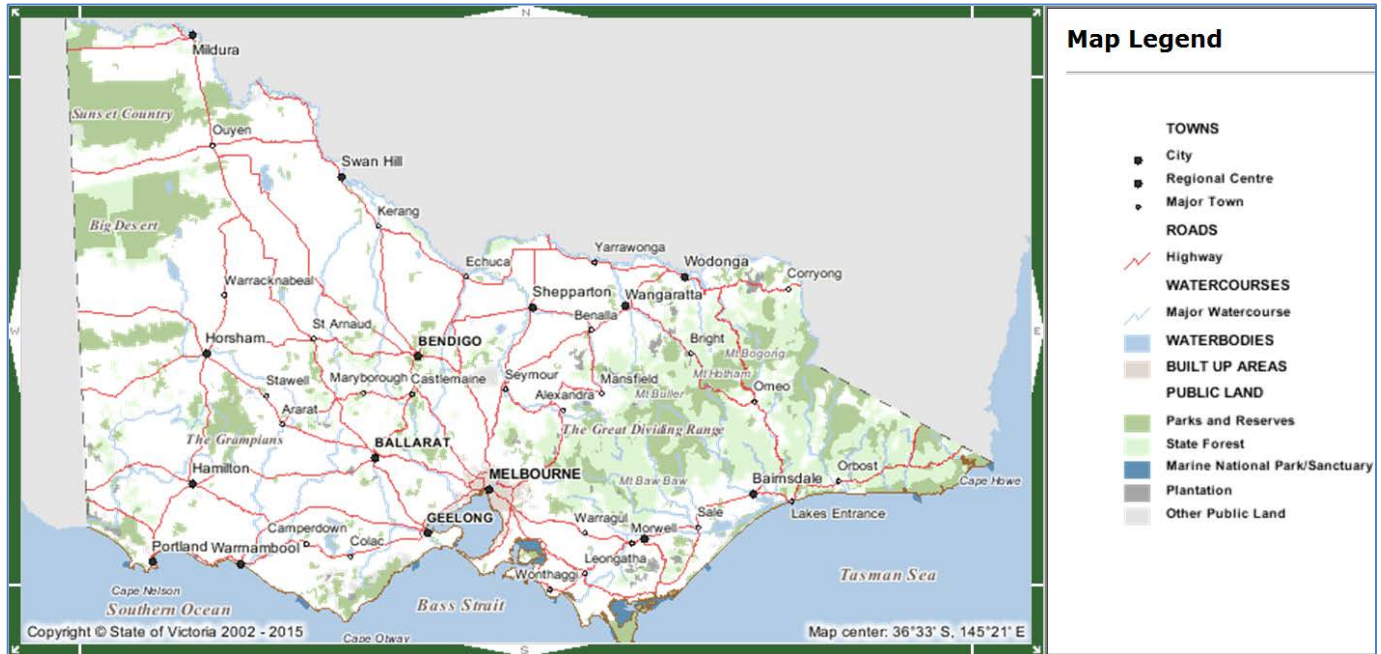 N
Mildura
Sunset Country
Ouyen
Swan Hill
Big Desert
Kerang
Yarrawonga
Echuca
Wodonga
Corryong
Warracknabeal
Shepparton
Wangaratta
St Arnaud
Benalla
W
E
Horsham
BENDIGO
Bright
Mt Bogong
Mt Hotham
Stawell
Maryborough
Castlemaine
Seymour
Mansfield
Omeo
Alexandra
Mt Buller
Ararat
The Grampians
The Great Dividing Range
BALLARAT
Hamilton
MELBOURNE
Mt Baw Baw
Bairnsdale
Orbost
Cape Howe
GEELONG
Lakes Entrance
Camperdown
Warragul
Sale
Morwell
Portland
Warrnambool
Colac
Leongatha
Wonthaggi
Tasman Sea
Cape Nelson
Southern Ocean
Bass Strait
Cape Otway
Copyright © State of Victoria 2002 - 2015
Map center: 36°33' S, 145°21' E
S
Map Legend
TOWNS
City
Regional Centre
Major Town
ROADS
Highway
WATERCOURSES
Major Watercourse
WATERBODIES
BUILT UP AREAS
PUBLIC LAND
Parks and Reserves
State Forest
Marine National Park/Sanctuary
Plantation
Other Public Land